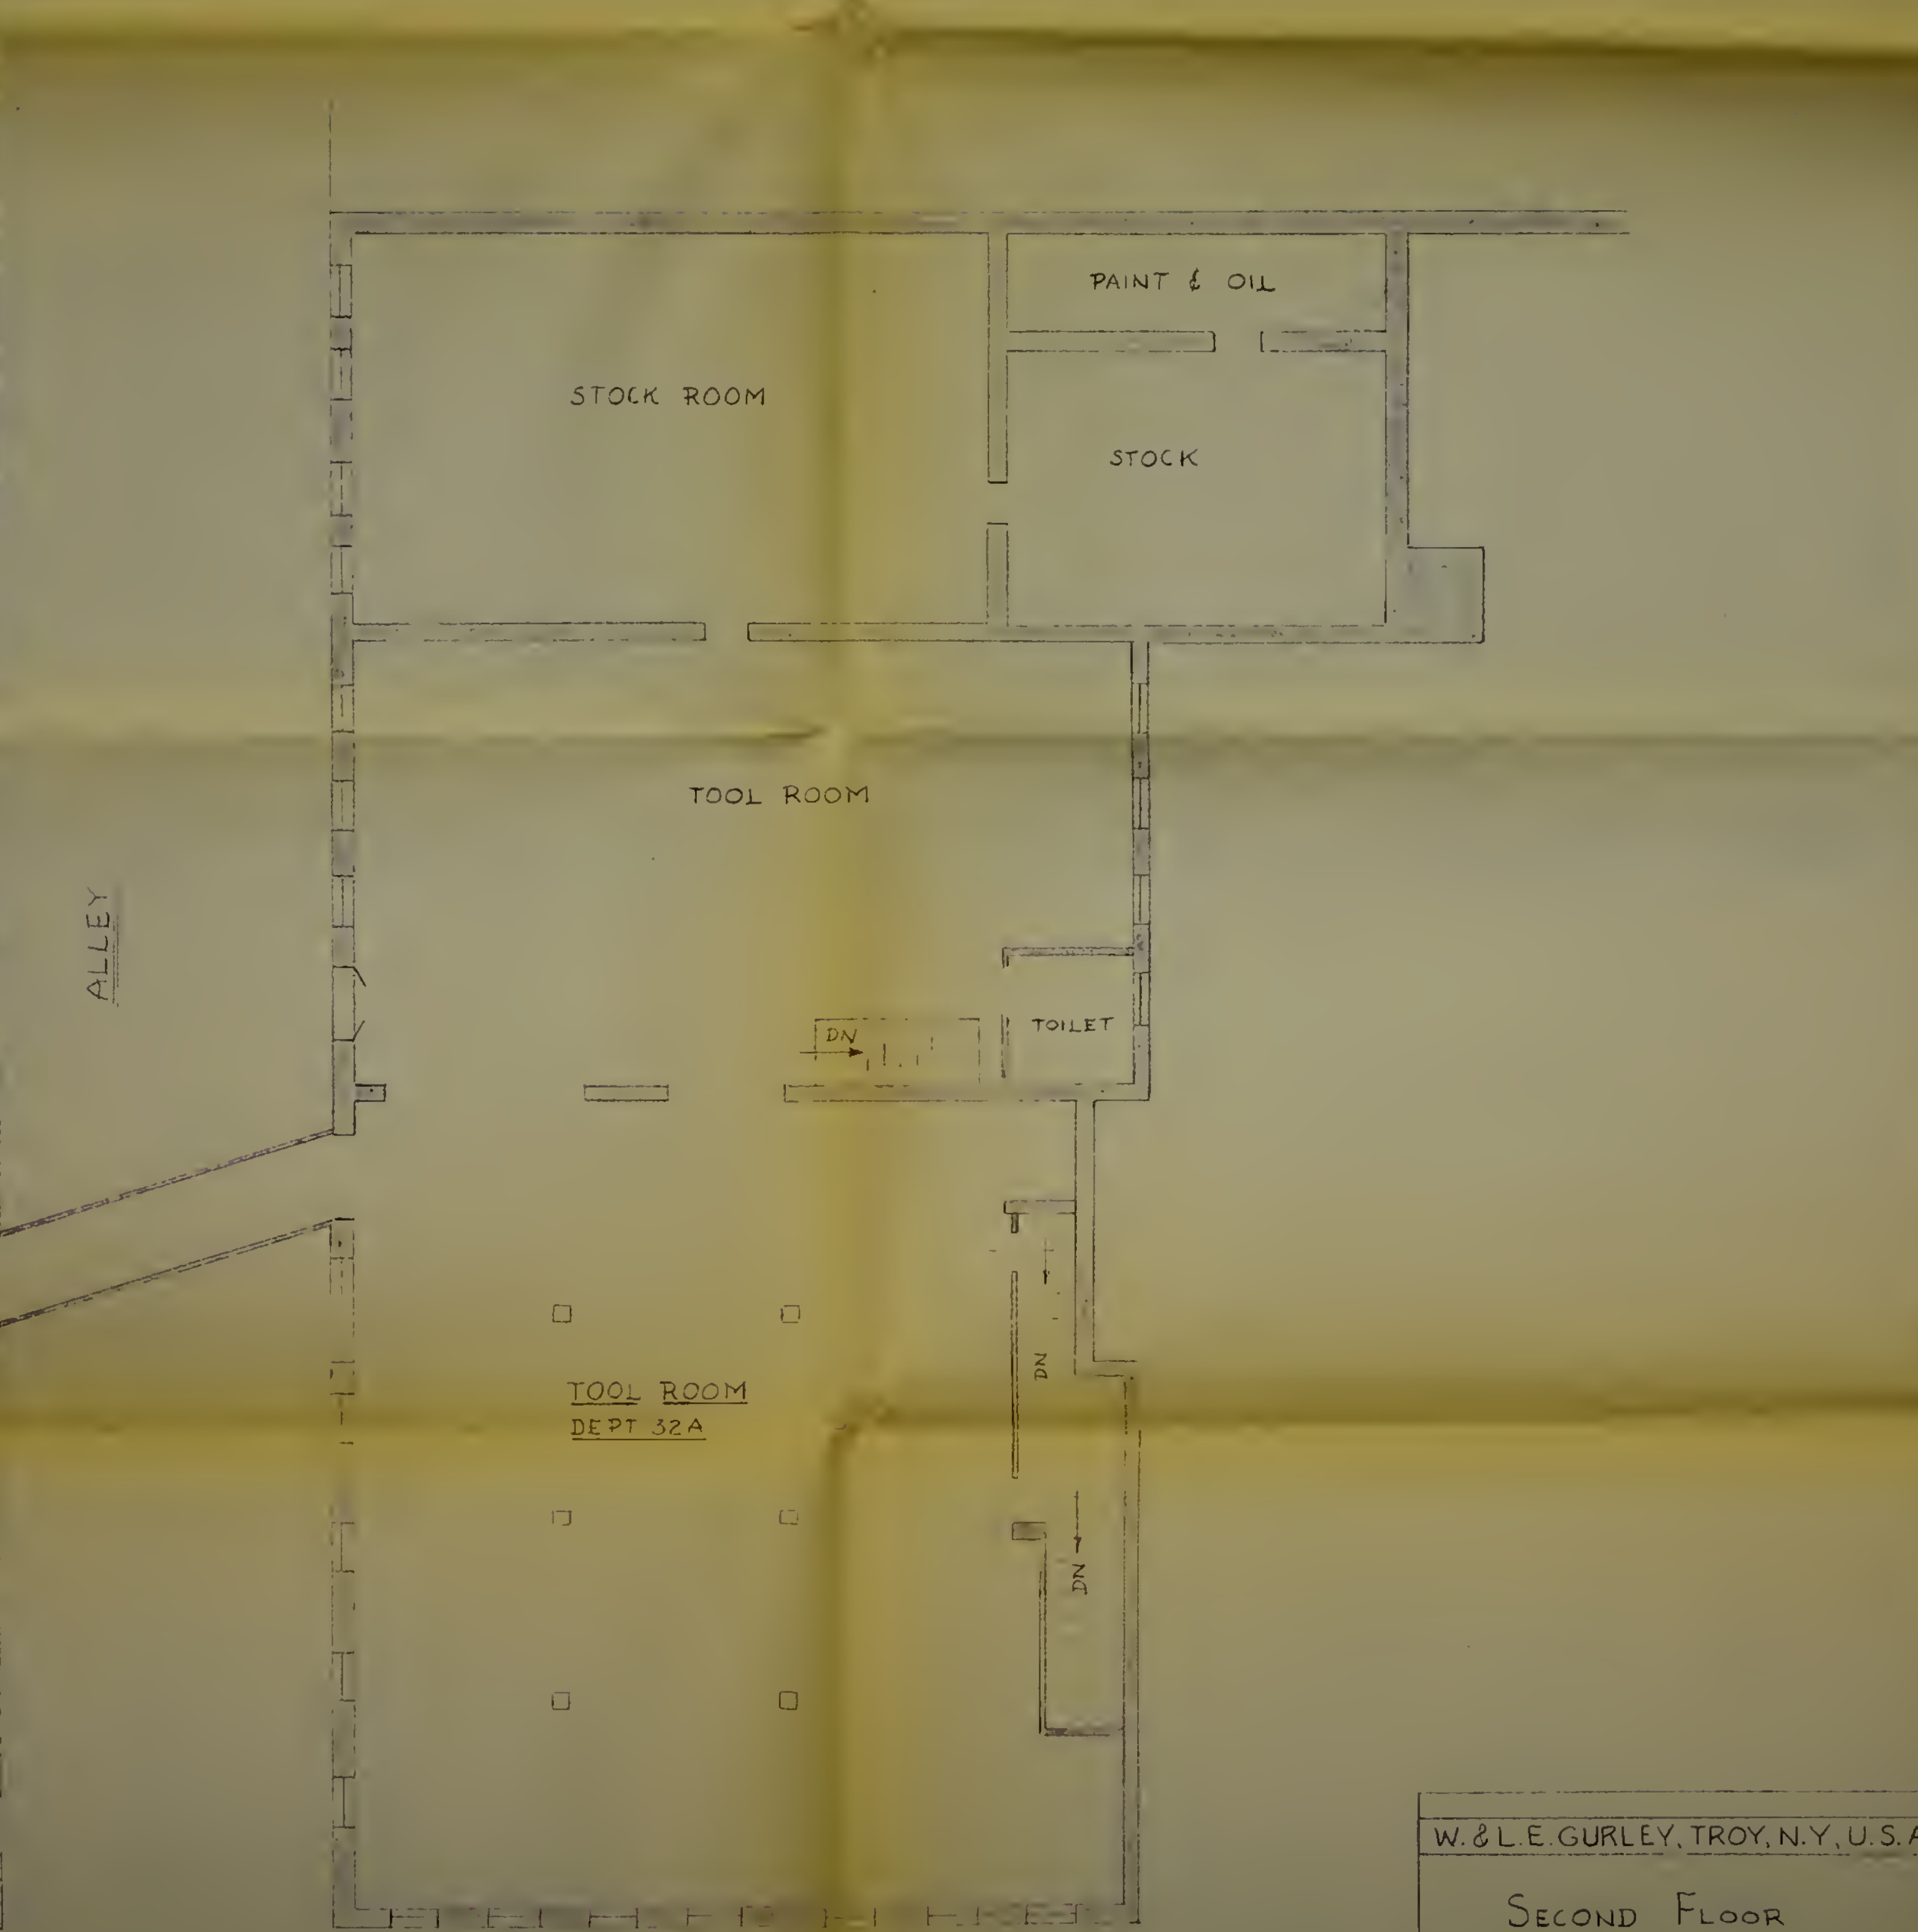 PAINT & OIL
STOCK ROOM
STOCK
TOOL ROOM
ALLEY
TOILET
DN
DN
TOOL ROOM
DEPT 32A
DN
W. & L.E. GURLEY, TROY, N.Y, U.S.A
SECOND FLOOR